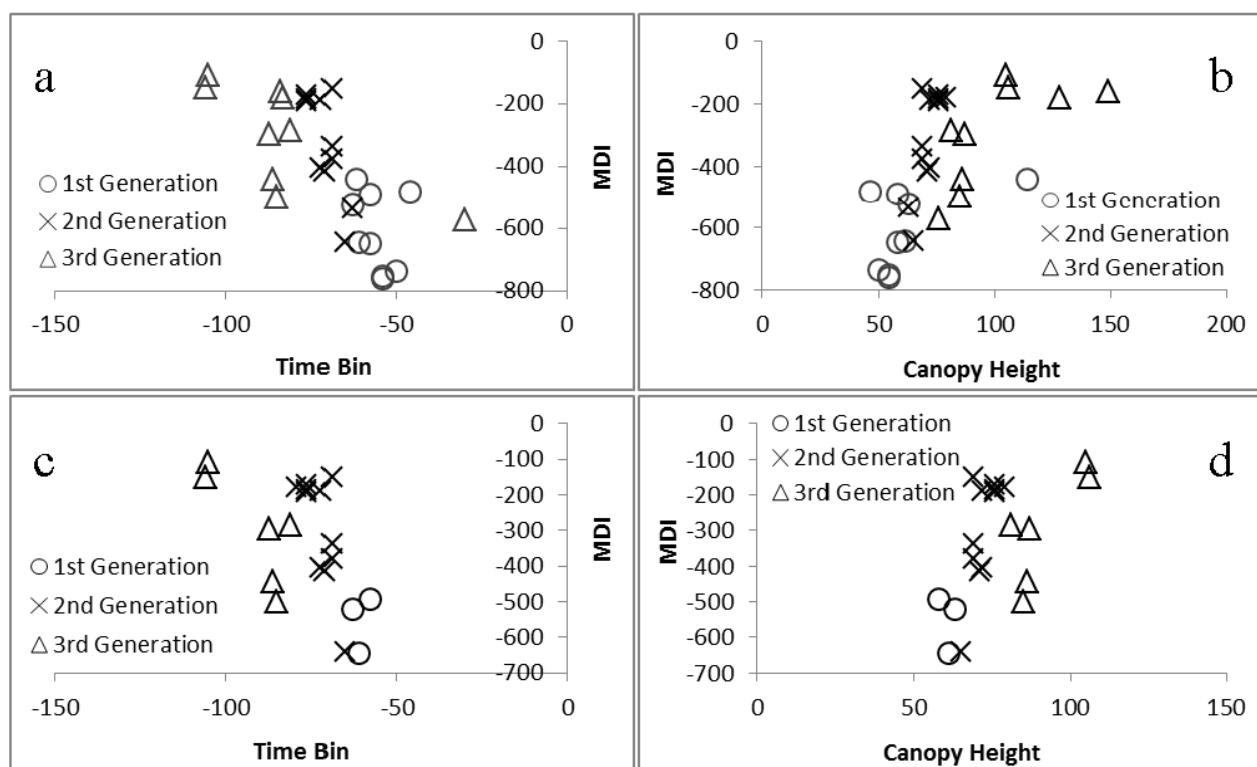 a
0
-200
-400
-600
-800
MDI
1st Generation
2nd Generation
3rd Generation
-150
-100
-50
0
Time Bin
b
0
-200
-400
-600
-800
MDI
1st Generation
2nd Generation
3rd Generation
0
50
100
150
200
Canopy Height
c
0
-100
-200
-300
-400
-500
-600
-700
MDI
1st Generation
2nd Generation
3rd Generation
-150
-100
-50
0
Time Bin
d
0
-100
-200
-300
-400
-500
-600
-700
MDI
1st Generation
2nd Generation
3rd Generation
0
50
100
150
Canopy Height